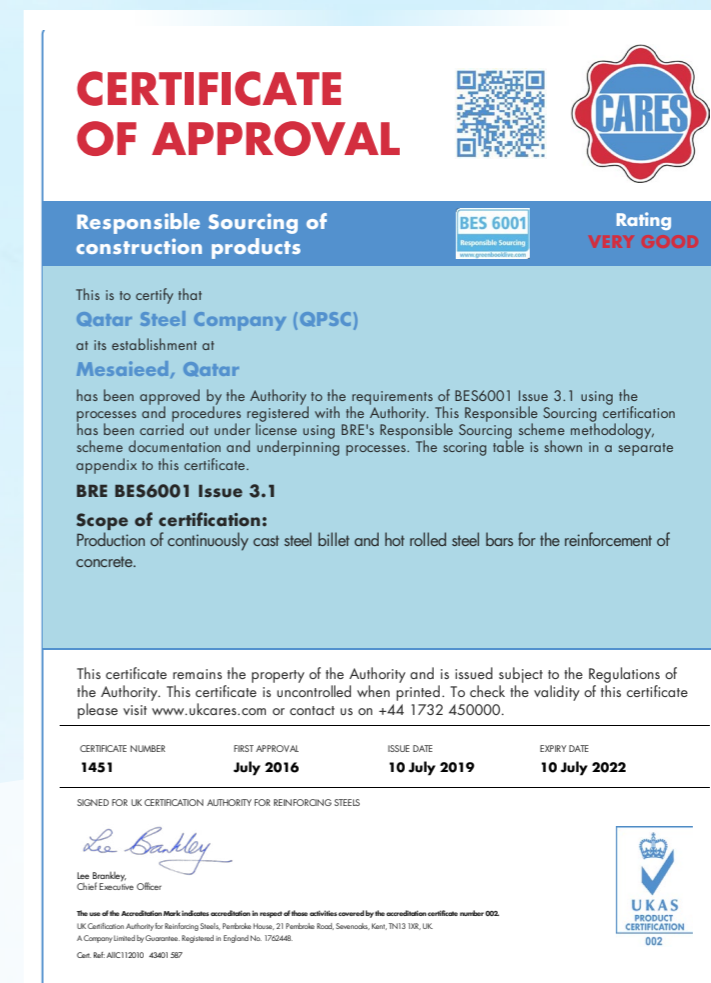 CERTIFICATE
OF APPROVAL
CARES
Responsible Sourcing of
construction products
BES 6001
Responsible Sourcing
www.greenbooklive.com
Rating
VERY GOOD
This is to certify that
Qatar Steel Company (QPSC)
at its establishment at
Mesaieed, Qatar
has been approved by the Authority to the requirements of BES6001 Issue 3.1 using the
processes and procedures registered with the Authority. This Responsible Sourcing certification
has been carried out under license using BRE's Responsible Sourcing scheme methodology,
scheme documentation and underpinning processes. The scoring table is shown in a separate
appendix to this certificate.
BRE BES6001 Issue 3.1
Scope of certification:
Production of continuously cast steel billet and hot rolled steel bars for the reinforcement of
concrete.
This certificate remains the property of the Authority and is issued subject to the Regulations of
the Authority. This certificate is uncontrolled when printed. To check the validity of this certificate
please visit www.ukcares.com or contact us on +44 1732 450000.
CERTIFICATE NUMBER FIRST APPROVAL ISSUE DATE EXPIRY DATE
1451 July 2016 10 July 2019 10 July 2022
SIGNED FOR UK CERTIFICATION AUTHORITY FOR REINFORCING STEELS
Lee Brankley
Lee Brankley,
Chief Executive Officer
The use of the Accreditation Mark indicates accreditation in respect of those activities covered by the accreditation certificate number 002.
UK Certification Authority for Reinforcing Steels, Pembroke House, 21 Pembroke Road, Sevenoaks, Kent, TN13 1XR, UK.
A Company Limited by Guarantee. Registered in England No. 1762448.
Cert. Ref: AllC112010 43401587
UKAS
PRODUCT
CERTIFICATION
002